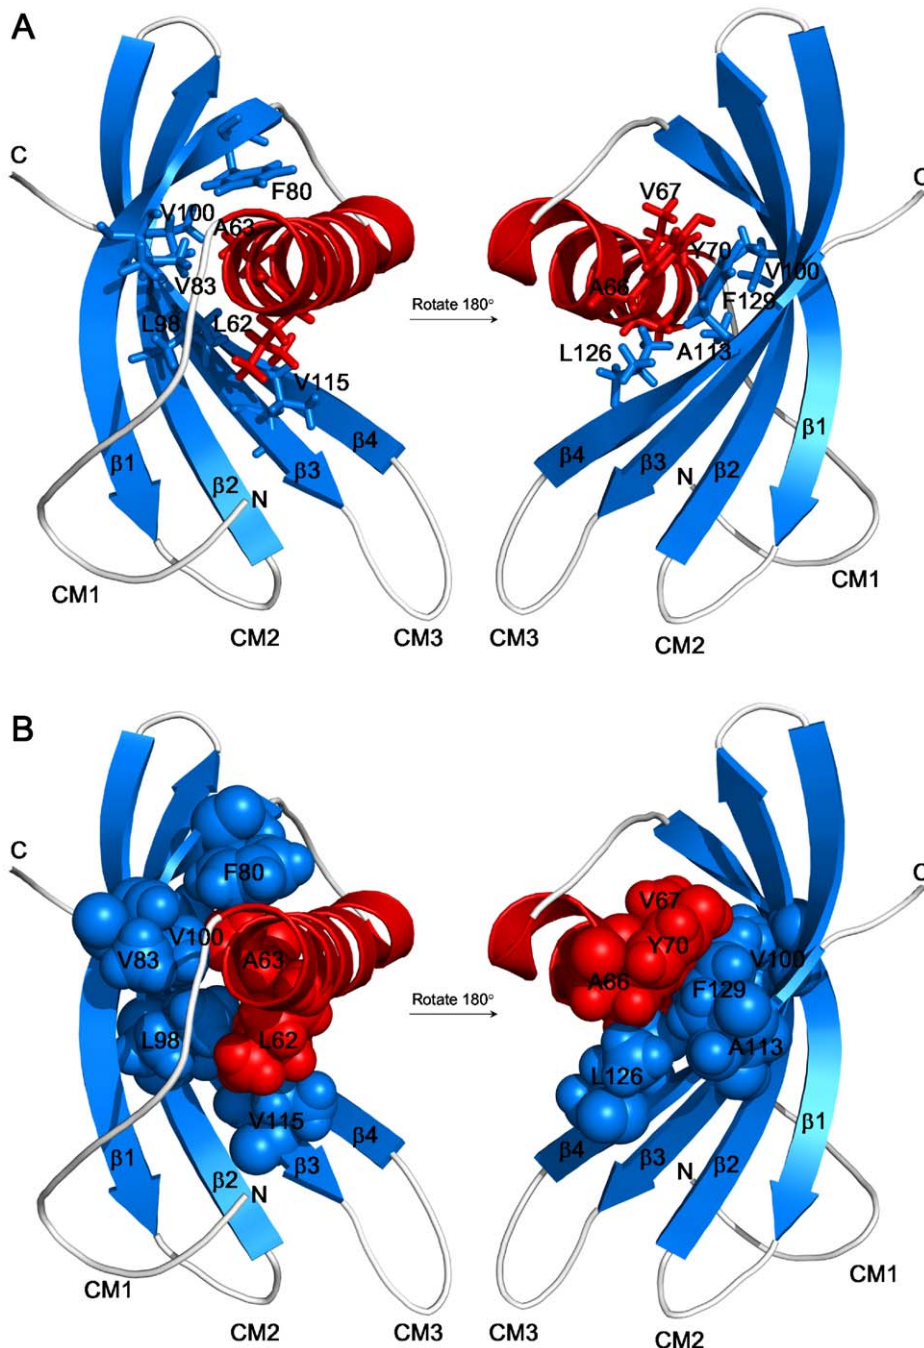 A
C
F80
V100
A63
V83
L98
L62
V115
β4
β3
β1
β2
N
CM1
CM2
CM3
Rotate 180°
V67
C
Y70
V100
A66
F129
L126
A113
β1
β4
β3
β2
N
CM1
CM3
CM2
B
C
F80
V100
V83
A63
L98
L62
V115
β4
β3
β1
β2
N
CM1
CM2
CM3
Rotate 180°
C
V67
Y70
V100
A66
F129
A113
L126
β1
β4
β3
β2
N
CM1
CM3
CM2